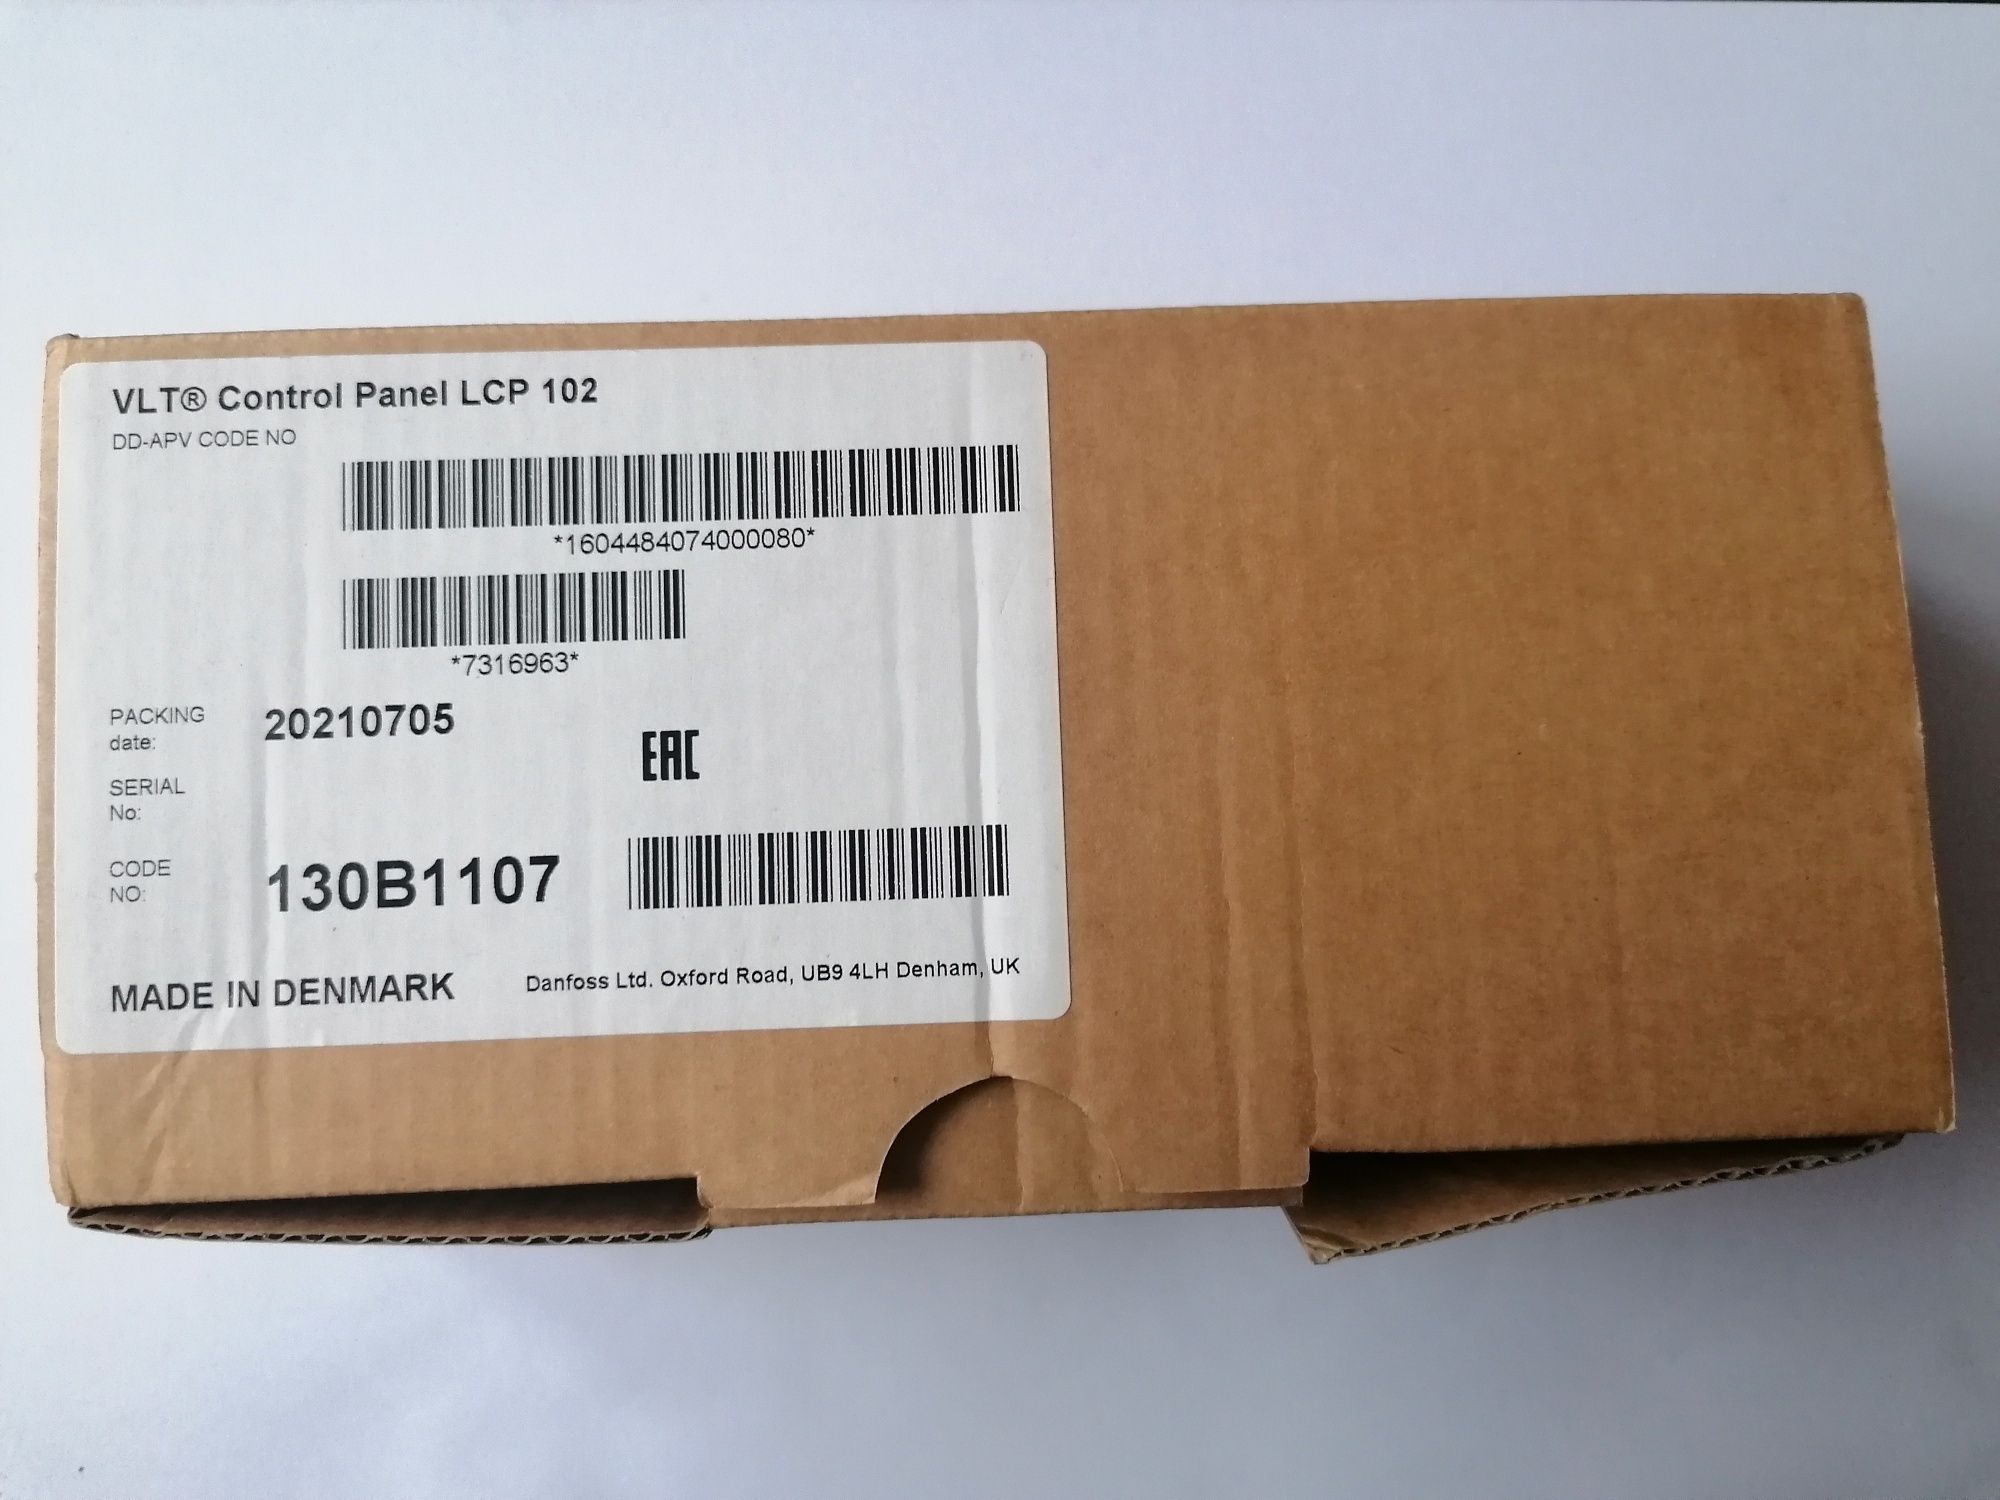 VLT® Control Panel LCP 102
DD-APV CODE NO
*1604484074000080*
*7316963*
PACKING date: 20210705
EAC
SERIAL No:
CODE NO: 130B1107
MADE IN DENMARK
Danfoss Ltd. Oxford Road, UB9 4LH Denham, UK